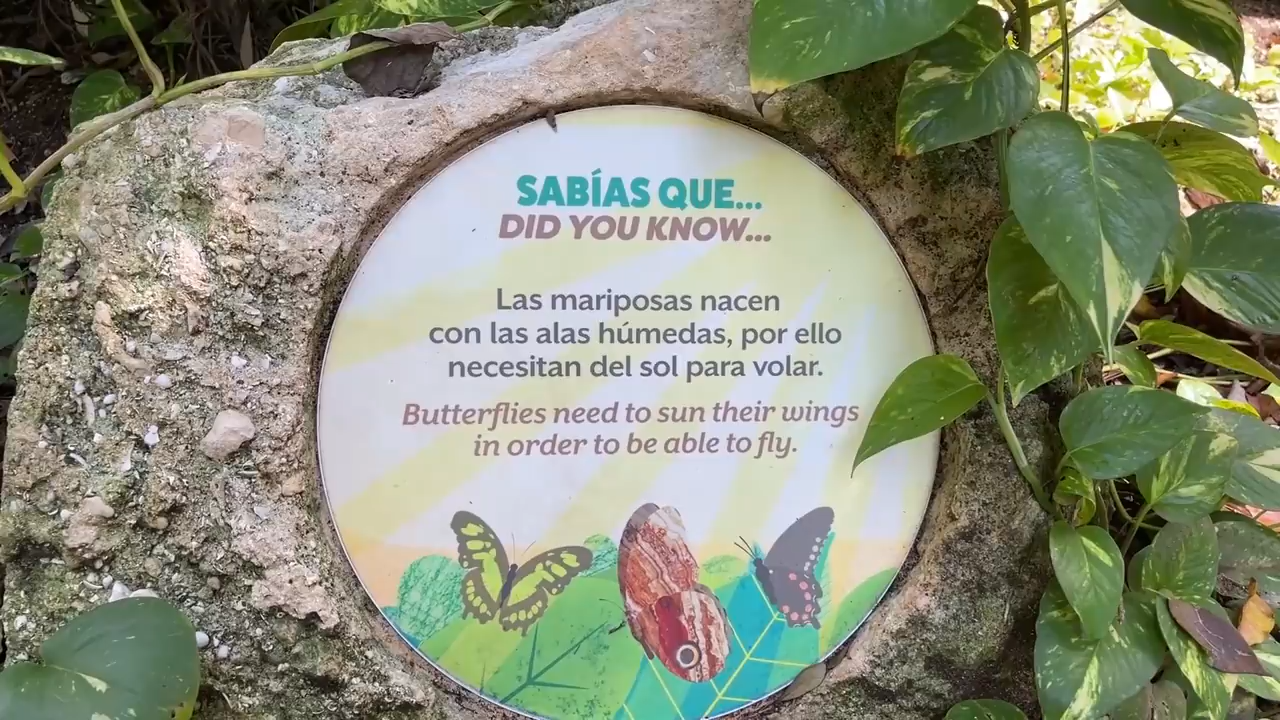 SABÍAS QUE...
DID YOU KNOW...
Las mariposas nacen
con las alas húmedas, por ello
necesitan del sol para volar.
Butterflies need to sun their wings
in order to be able to fly.